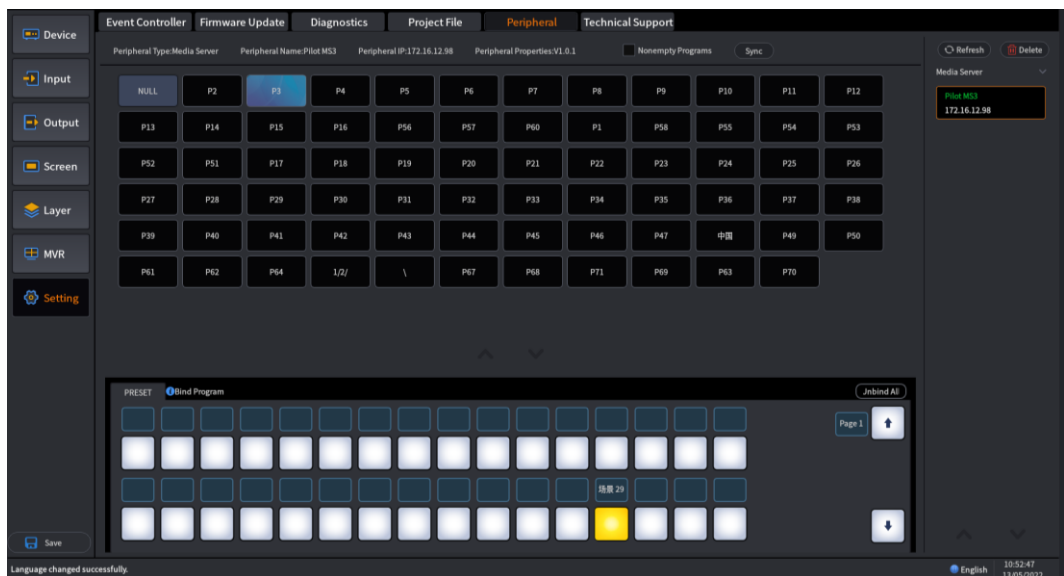 Device
Input
Output
Screen
Layer
MVR
Setting
Save
Event Controller Firmware Update Diagnostics Project File Peripheral Technical Support
Peripheral Type:Media Server Peripheral Name:Pilot MS3 Peripheral IP:172.16.12.98 Peripheral Properties:V1.0.1 Nonempty Programs Sync
NULL P2 P3 P4 P5 P6 P7 P8 P9 P10 P11 P12
P13 P14 P15 P16 P56 P57 P60 P1 P58 P55 P54 P53
P52 P51 P17 P18 P19 P20 P21 P22 P23 P24 P25 P26
P27 P28 P29 P30 P31 P32 P33 P34 P35 P36 P37 P38
P39 P40 P41 P42 P43 P44 P45 P46 P47 中国 P49 P50
P61 P62 P64 1/2/ \ P67 P68 P71 P69 P63 P70
Refresh Delete
Media Server
Pilot MS3
172.16.12.98
PRESET Bind Program Jnbind All
Page 1
场景 29
Language changed successfully.
English
10:52:47
12/05/2022